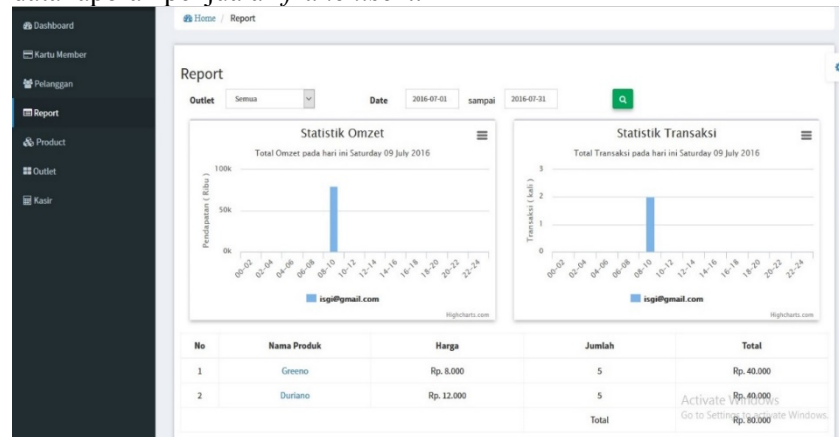 Dashboard
Kartu Member
Pelanggan
Report
Product
Outlet
Kasir
Home / Report
Report
Outlet Semua Date 2016-07-01 sampai 2016-07-31
Statistik Omzet
Total Omzet pada hari ini Saturday 09 July 2016
Pendapatan ( Ribu )
100k
50k
0k
00-02 02-04 04-06 06-08 08-10 10-12 12-14 14-16 16-18 18-20 20-22 22-24
isgi@gmail.com
Highcharts.com
Statistik Transaksi
Total Transaksi pada hari ini Saturday 09 July 2016
Transaksi ( kali )
3
2
1
0
00-02 02-04 04-06 06-08 08-10 10-12 12-14 14-16 16-18 18-20 20-22 22-24
isgi@gmail.com
Highcharts.com
No Nama Produk Harga Jumlah Total
1 Greeno Rp. 8.000 5 Rp. 40.000
2 Duriano Rp. 12.000 5 Rp. 40.000
Total Rp. 80.000
Activate Windows
Go to Settings to activate Windows.